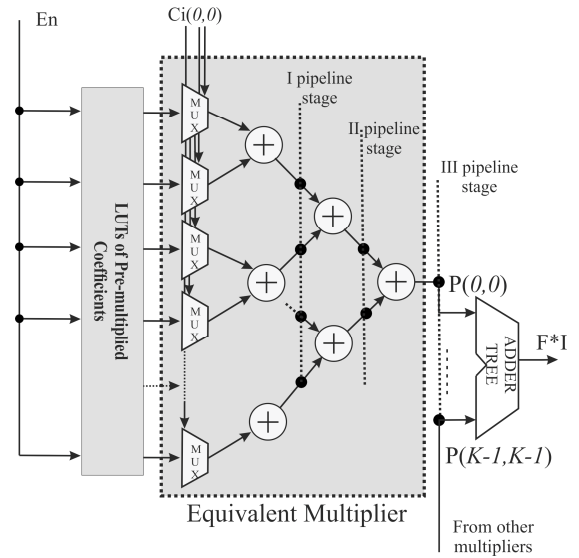 En
Ci(0,0)
I pipeline
stage
II pipeline
stage
III pipeline
stage
MUX
MUX
MUX
MUX
MUX
LUTs of Pre-multiplied
Coefficients
+
+
+
+
+
+
P(0,0)
ADDER
TREE
F*I
P(K-1,K-1)
Equivalent Multiplier
From other
multipliers